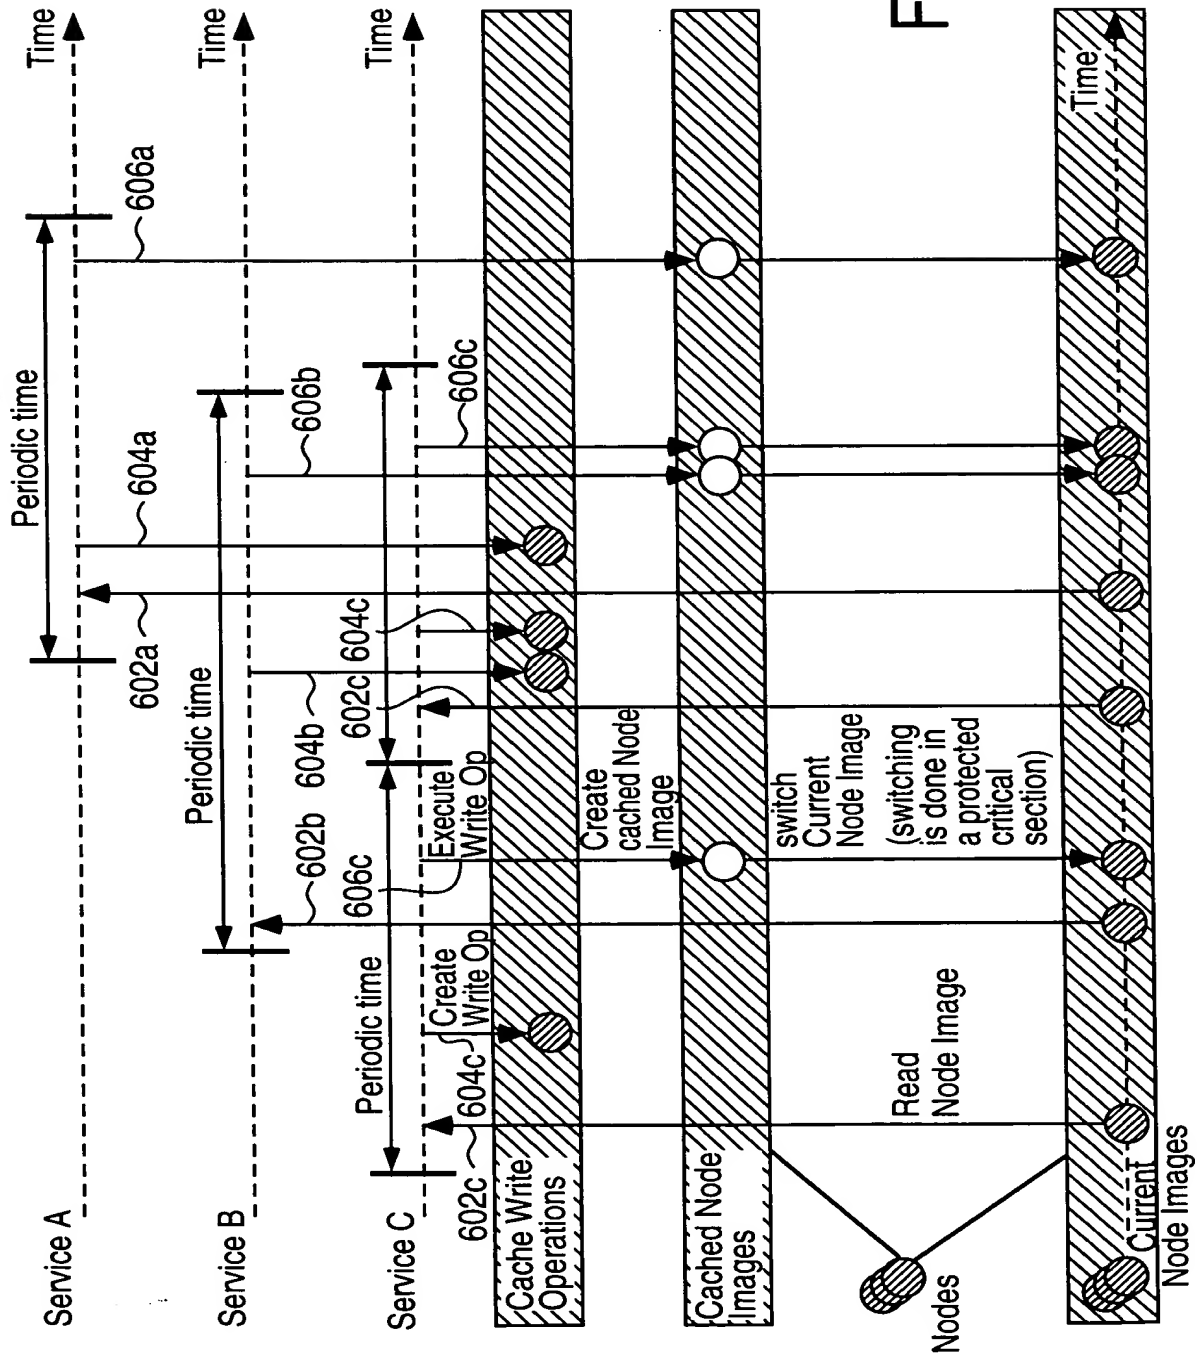 Service A
Time
Periodic time
602a
604a
606a
Service B
Time
Periodic time
602b
604b
606b
Service C
Time
Periodic time
602c
604c
Create
Write Op
606c
Execute
Write Op
602c
604c
606c
Cache Write
Operations
Create
cached Node
Image
Cached Node
Images
Read
Node Image
switch
Current
Node Image
(switching
is done in
a protected
critical
section)
Nodes
Time
Current
Node Images
F